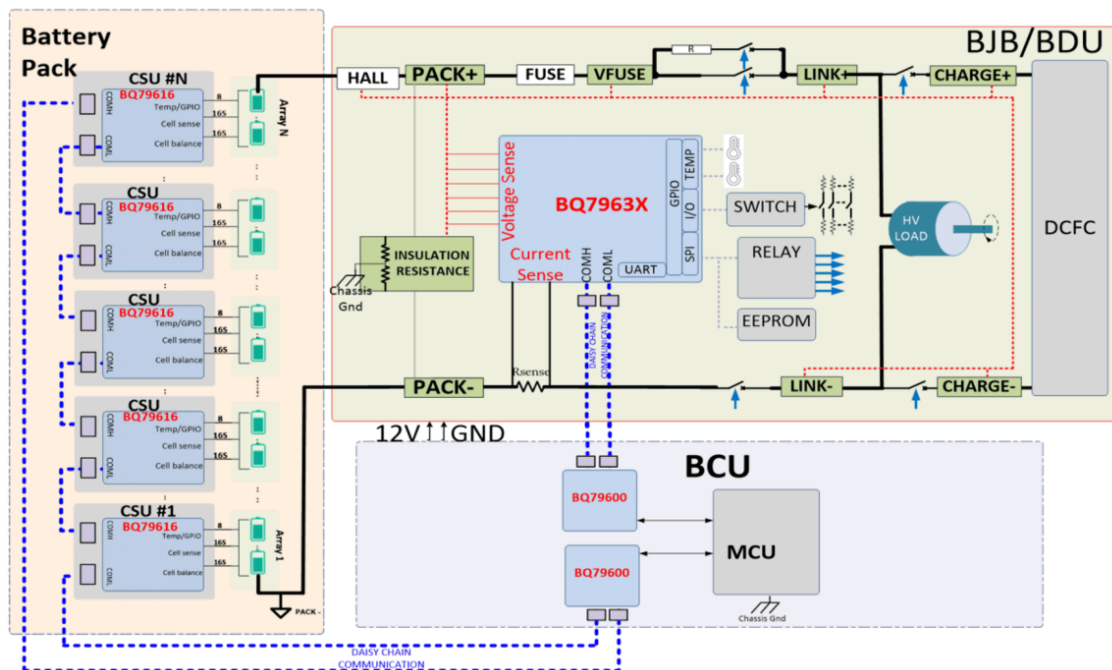 Battery
Pack
CSU #N
BQ79616
COMH
COML
Temp/GPIO
Cell sense
Cell balance
8
16S
16S
Array N
CSU
BQ79616
COMH
COML
Temp/GPIO
Cell sense
Cell balance
CSU
BQ79616
COMH
COML
Temp/GPIO
Cell sense
Cell balance
8
16S
16S
CSU
BQ79616
COMH
COML
Temp/GPIO
Cell sense
Cell balance
8
16S
16S
CSU #1
BQ79616
COMH
COML
Temp/GPIO
Cell sense
Cell balance
8
16S
16S
Array 1
PACK -
BJB/BDU
HALL
PACK+
FUSE
VFUSE
R
LINK+
CHARGE+
DCFC
Voltage Sense
BQ7963X
Current
Sense
COMH
COML
UART
GPIO
TEMP
I/O
SPI
SWITCH
RELAY
EEPROM
HV
LOAD
INSULATION
RESISTANCE
Chassis
Gnd
Rsense
PACK-
LINK-
CHARGE-
DAISY CHAIN
COMMUNICATION
12V GND
BCU
BQ79600
BQ79600
MCU
Chassis Gnd
DAISY CHAIN
COMMUNICATION